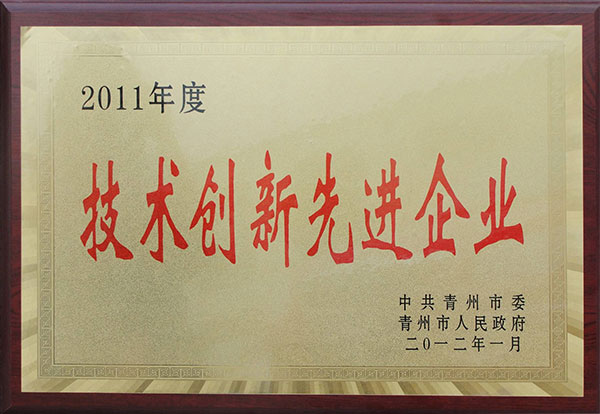 2011年度
技术创新先进企业
中共青州市委
青州市人民政府
二〇一二年一月